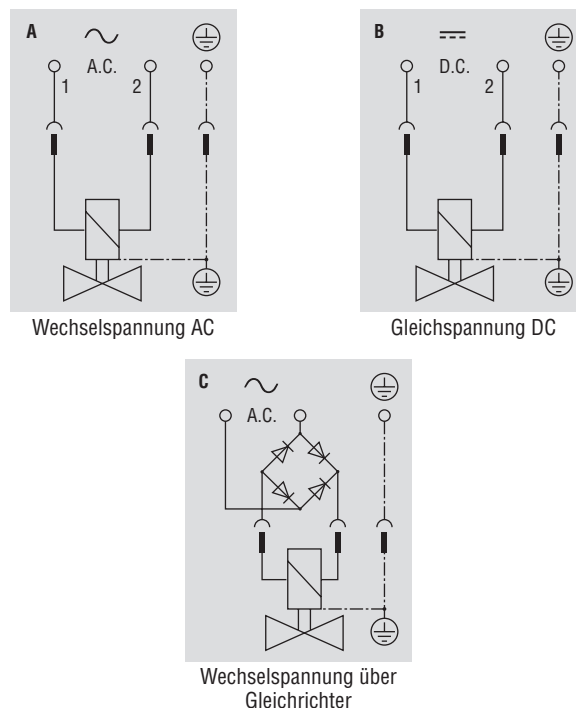 A
A.C.
1 2
Wechselspannung AC
B
D.C.
1 2
Gleichspannung DC
C
A.C.
Wechselspannung über
Gleichrichter